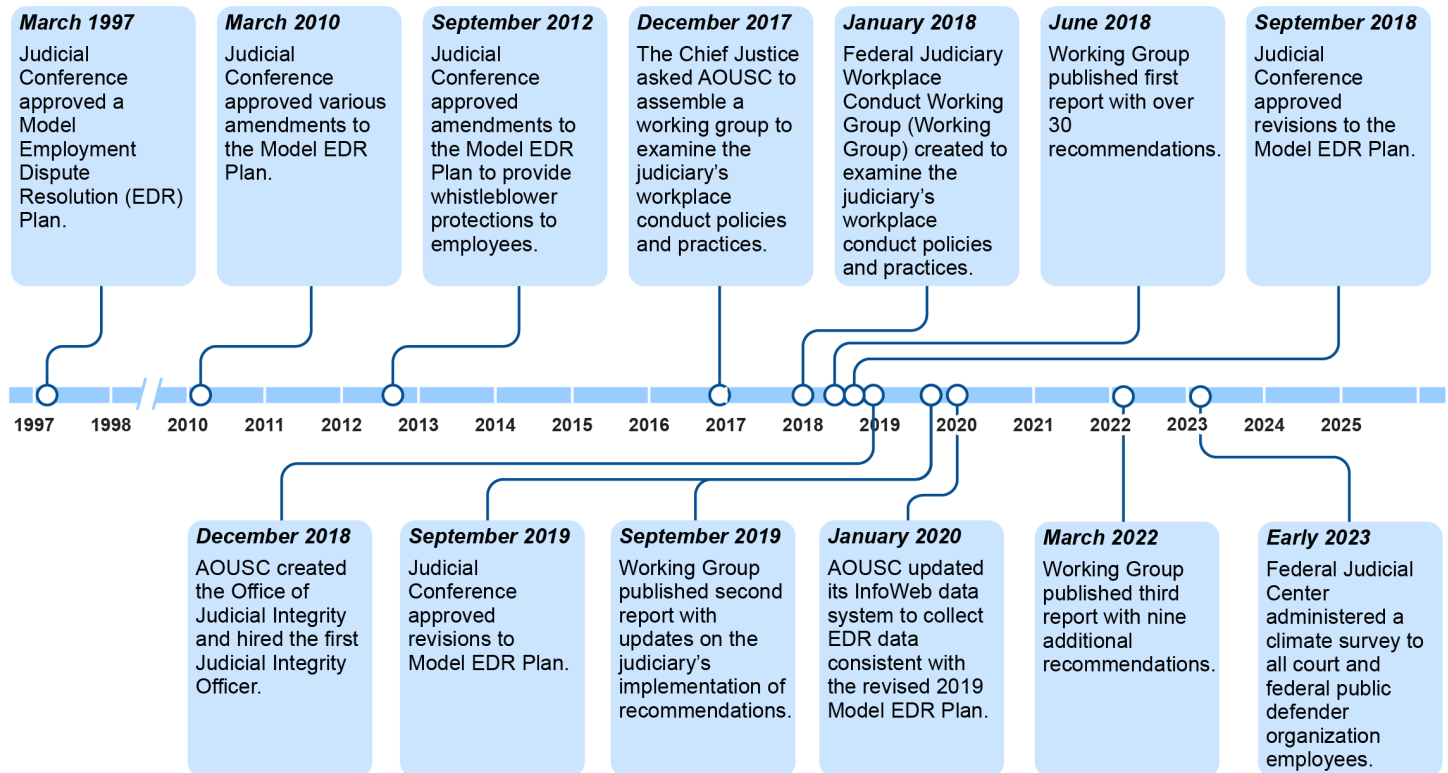 March 1997
Judicial
Conference
approved a
Model
Employment
Dispute
Resolution (EDR)
Plan.
March 2010
Judicial
Conference
approved various
amendments to
the Model EDR
Plan.
September 2012
Judicial
Conference
approved
amendments to
the Model EDR
Plan to provide
whistleblower
protections to
employees.
December 2017
The Chief Justice
asked AOUSC to
assemble a
working group to
examine the
judiciary’s
workplace
conduct policies
and practices.
January 2018
Federal Judiciary
Workplace
Conduct Working
Group (Working
Group) created to
examine the
judiciary’s
workplace
conduct policies
and practices.
June 2018
Working Group
published first
report with over
30
recommendations.
September 2018
Judicial
Conference
approved
revisions to the
Model EDR Plan.
1997 1998 2010 2011 2012 2013 2014 2015 2016 2017 2018 2019 2020 2021 2022 2023 2024 2025
December 2018
AOUSC created
the Office of
Judicial Integrity
and hired the first
Judicial Integrity
Officer.
September 2019
Judicial
Conference
approved
revisions to
Model EDR Plan.
September 2019
Working Group
published second
report with
updates on the
judiciary’s
implementation of
recommendations.
January 2020
AOUSC updated
its InfoWeb data
system to collect
EDR data
consistent with
the revised 2019
Model EDR Plan.
March 2022
Working Group
published third
report with nine
additional
recommendations.
Early 2023
Federal Judicial
Center
administered a
climate survey to
all court and
federal public
defender
organization
employees.